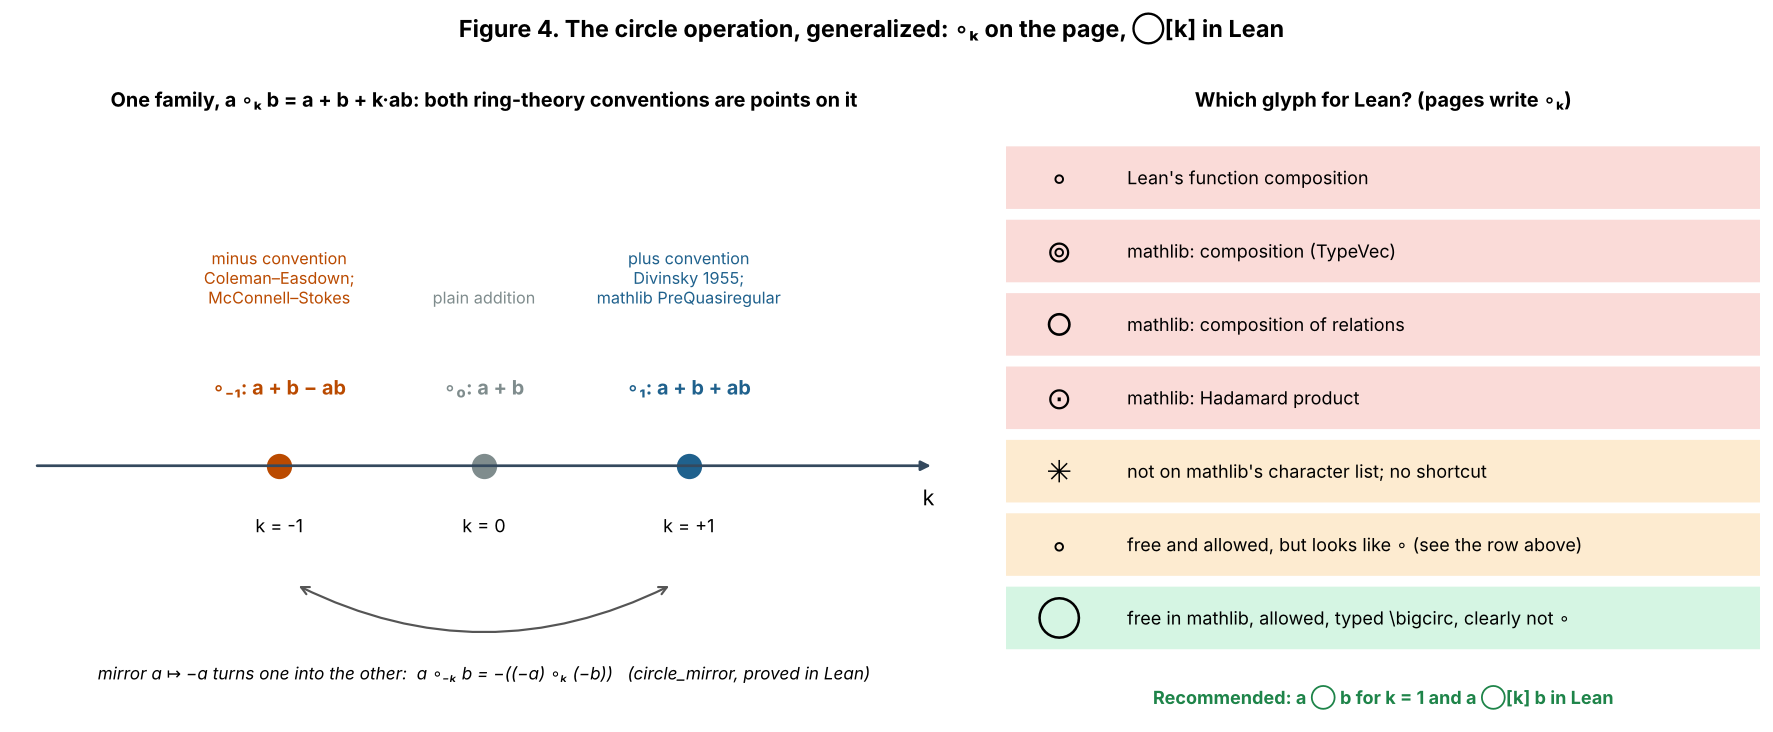 Figure 4. The circle operation, generalized: ∘ₖ on the page, ◯[k] in Lean
One family, a ∘ₖ b = a + b + k·ab: both ring-theory conventions are points on it
minus convention
Coleman–Easdown;
McConnell–Stokes
plain addition
plus convention
Divinsky 1955;
mathlib PreQuasiregular
∘₋₁: a + b − ab
∘₀: a + b
∘₁: a + b + ab
k
k = -1
k = 0
k = +1
mirror a ↦ −a turns one into the other:  a ∘₋ₖ b = −((−a) ∘ₖ (−b))   (circle_mirror, proved in Lean)
Which glyph for Lean? (pages write ∘ₖ)
∘ Lean's function composition
⊚ mathlib: composition (TypeVec)
○ mathlib: composition of relations
⊙ mathlib: Hadamard product
✳ not on mathlib's character list; no shortcut
∘ free and allowed, but looks like ∘ (see the row above)
◯ free in mathlib, allowed, typed \bigcirc, clearly not ∘
Recommended: a ◯ b for k = 1 and a ◯[k] b in Lean